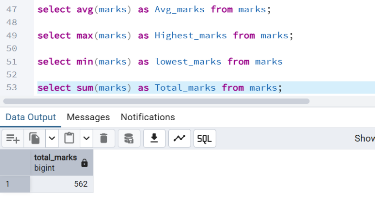 47 select avg(marks) as Avg_marks from marks;
48
49 select max(marks) as Highest_marks from marks;
50
51 select min(marks) as lowest_marks from marks
52
53 select sum(marks) as Total_marks from marks;
Data Output Messages Notifications
SQL Show
total_marks
bigint
1 562